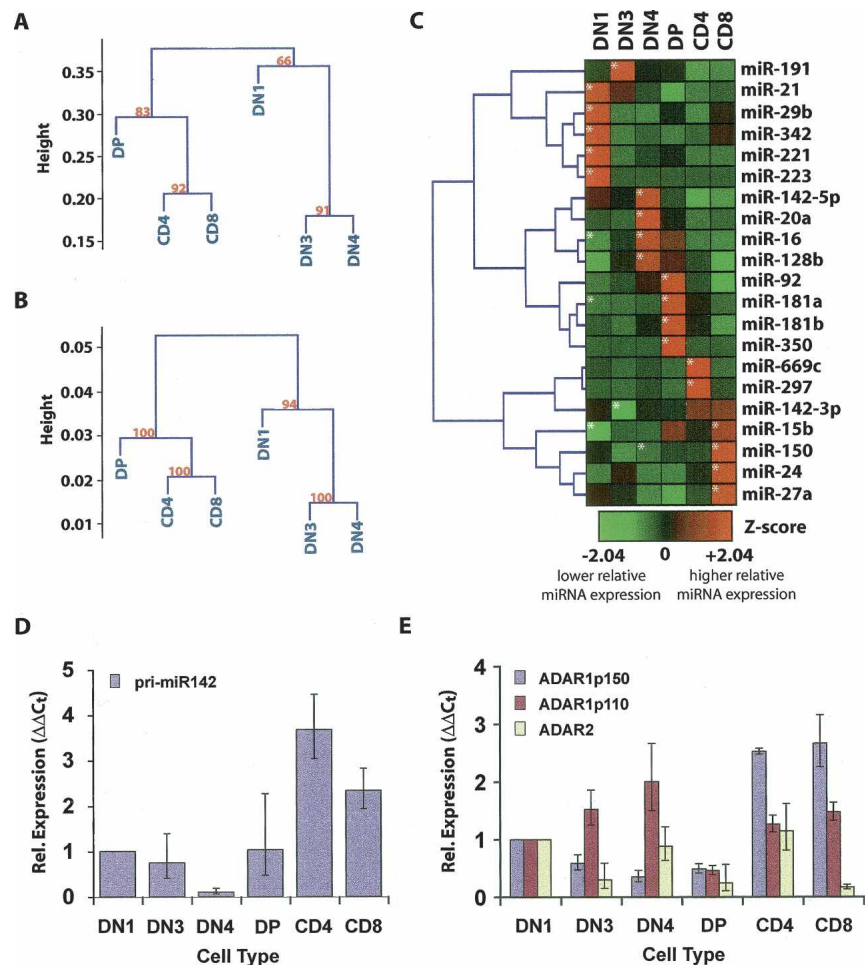 A
Height
0.35
0.30
0.25
0.20
0.15
83
66
92
91
DP
CD4
CD8
DN1
DN3
DN4
B
Height
0.05
0.04
0.03
0.02
0.01
100
94
100
100
DP
CD4
CD8
DN1
DN3
DN4
C
DN1 DN3 DN4 DP CD4 CD8
miR-191
miR-21
miR-29b
miR-342
miR-221
miR-223
miR-142-5p
miR-20a
miR-16
miR-128b
miR-92
miR-181a
miR-181b
miR-350
miR-669c
miR-297
miR-142-3p
miR-15b
miR-150
miR-24
miR-27a
Z-score
-2.04 0 +2.04
lower relative
miRNA expression
higher relative
miRNA expression
D
Rel. Expression (ΔΔCt)
5
4
3
2
1
0
pri-miR142
DN1 DN3 DN4 DP CD4 CD8
Cell Type
E
Rel. Expression (ΔΔCt)
4
3
2
1
0
ADAR1p150
ADAR1p110
ADAR2
DN1 DN3 DN4 DP CD4 CD8
Cell Type